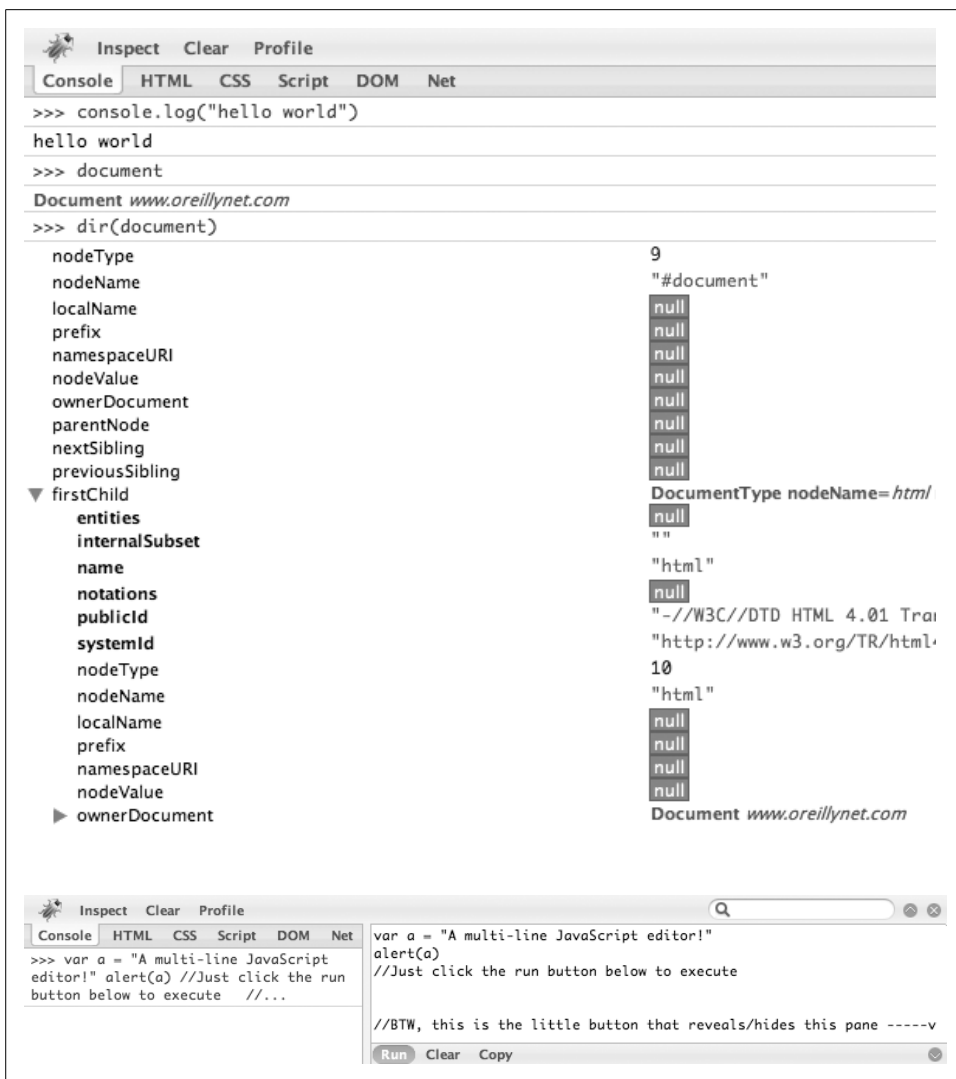 Inspect Clear Profile
Console HTML CSS Script DOM Net
>>> console.log("hello world")
hello world
>>> document
Document www.oreillynet.com
>>> dir(document)
nodeType 9
nodeName "#document"
localName null
prefix null
namespaceURI null
nodeValue null
ownerDocument null
parentNode null
nextSibling null
previousSibling null
firstChild DocumentType nodeName=html
entities null
internalSubset ""
name "html"
notations null
publicId "-//W3C//DTD HTML 4.01 Tra
systemId "http://www.w3.org/TR/html
nodeType 10
nodeName "html"
localName null
prefix null
namespaceURI null
nodeValue null
ownerDocument Document www.oreillynet.com
Inspect Clear Profile
Console HTML CSS Script DOM Net
>>> var a = "A multi-line JavaScript
editor!" alert(a) //Just click the run
button below to execute //...
var a = "A multi-line JavaScript editor!"
alert(a)
//Just click the run button below to execute
//BTW, this is the little button that reveals/hides this pane -----v
Run Clear Copy